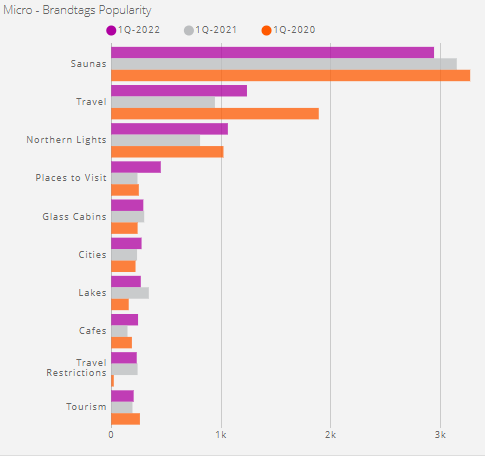 Micro - Brandtags Popularity
1Q-2022 1Q-2021 1Q-2020
Saunas
Travel
Northern Lights
Places to Visit
Glass Cabins
Cities
Lakes
Cafes
Travel
Restrictions
Tourism
0 1k 2k 3k